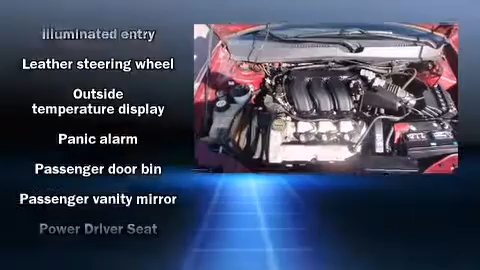 Illuminated entry
Leather steering wheel
Outside
temperature display
Panic alarm
Passenger door bin
Passenger vanity mirror
Power Driver Seat